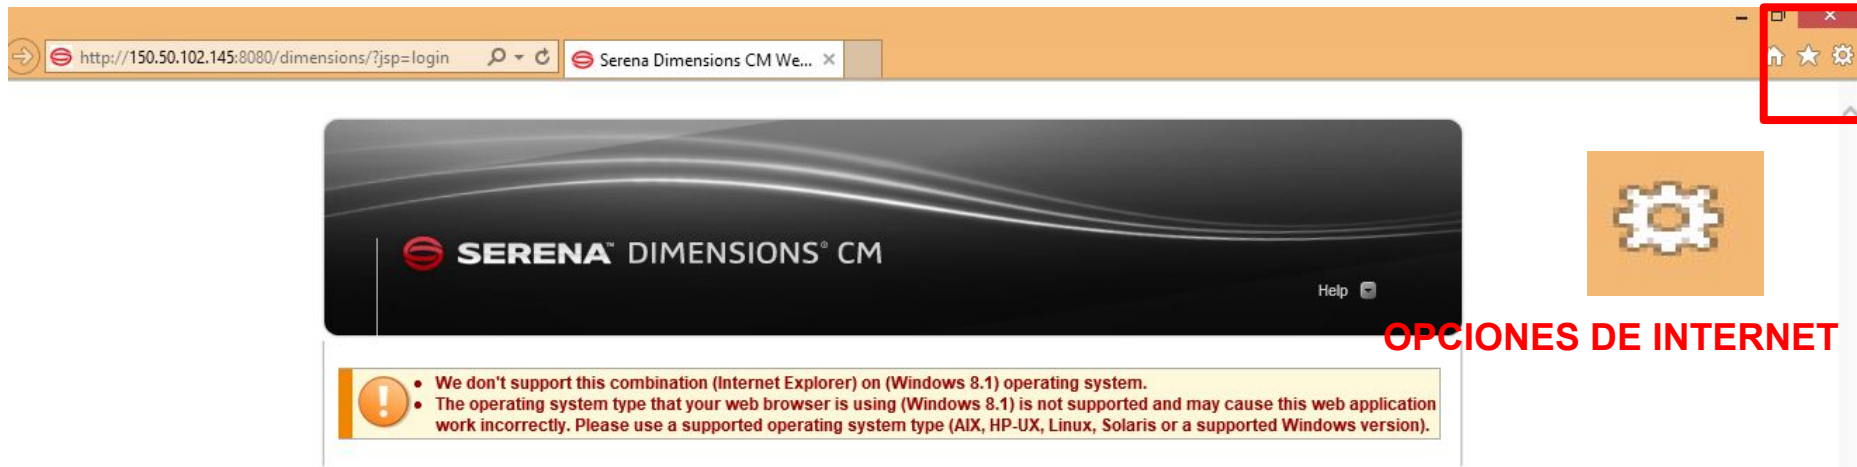 http://150.50.102.145:8080/dimensions/?jsp=login
Serena Dimensions CM We...
SERENA™ DIMENSIONS® CM
Help
OPCIONES DE INTERNET
We don't support this combination (Internet Explorer) on (Windows 8.1) operating system.
The operating system type that your web browser is using (Windows 8.1) is not supported and may cause this web application
work incorrectly. Please use a supported operating system type (AIX, HP-UX, Linux, Solaris or a supported Windows version).